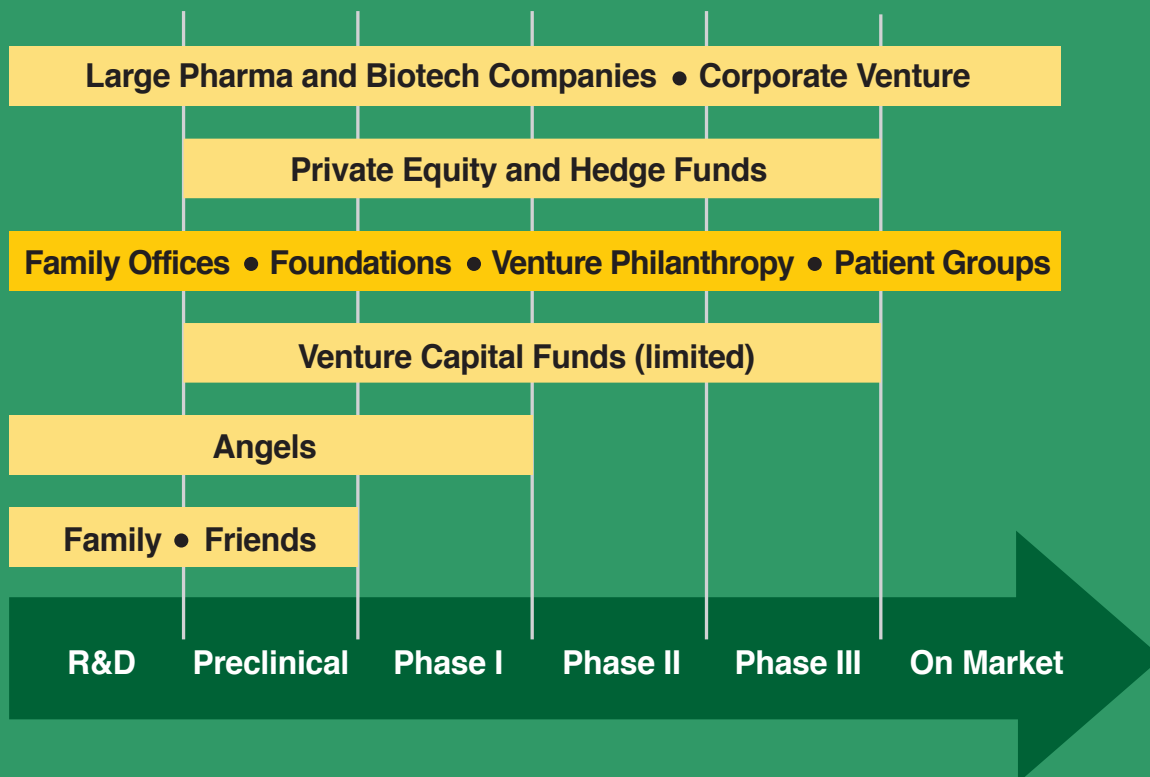 Large Pharma and Biotech Companies • Corporate Venture
Private Equity and Hedge Funds
Family Offices • Foundations • Venture Philanthropy • Patient Groups
Venture Capital Funds (limited)
Angels
Family • Friends
R&D Preclinical Phase I Phase II Phase III On Market